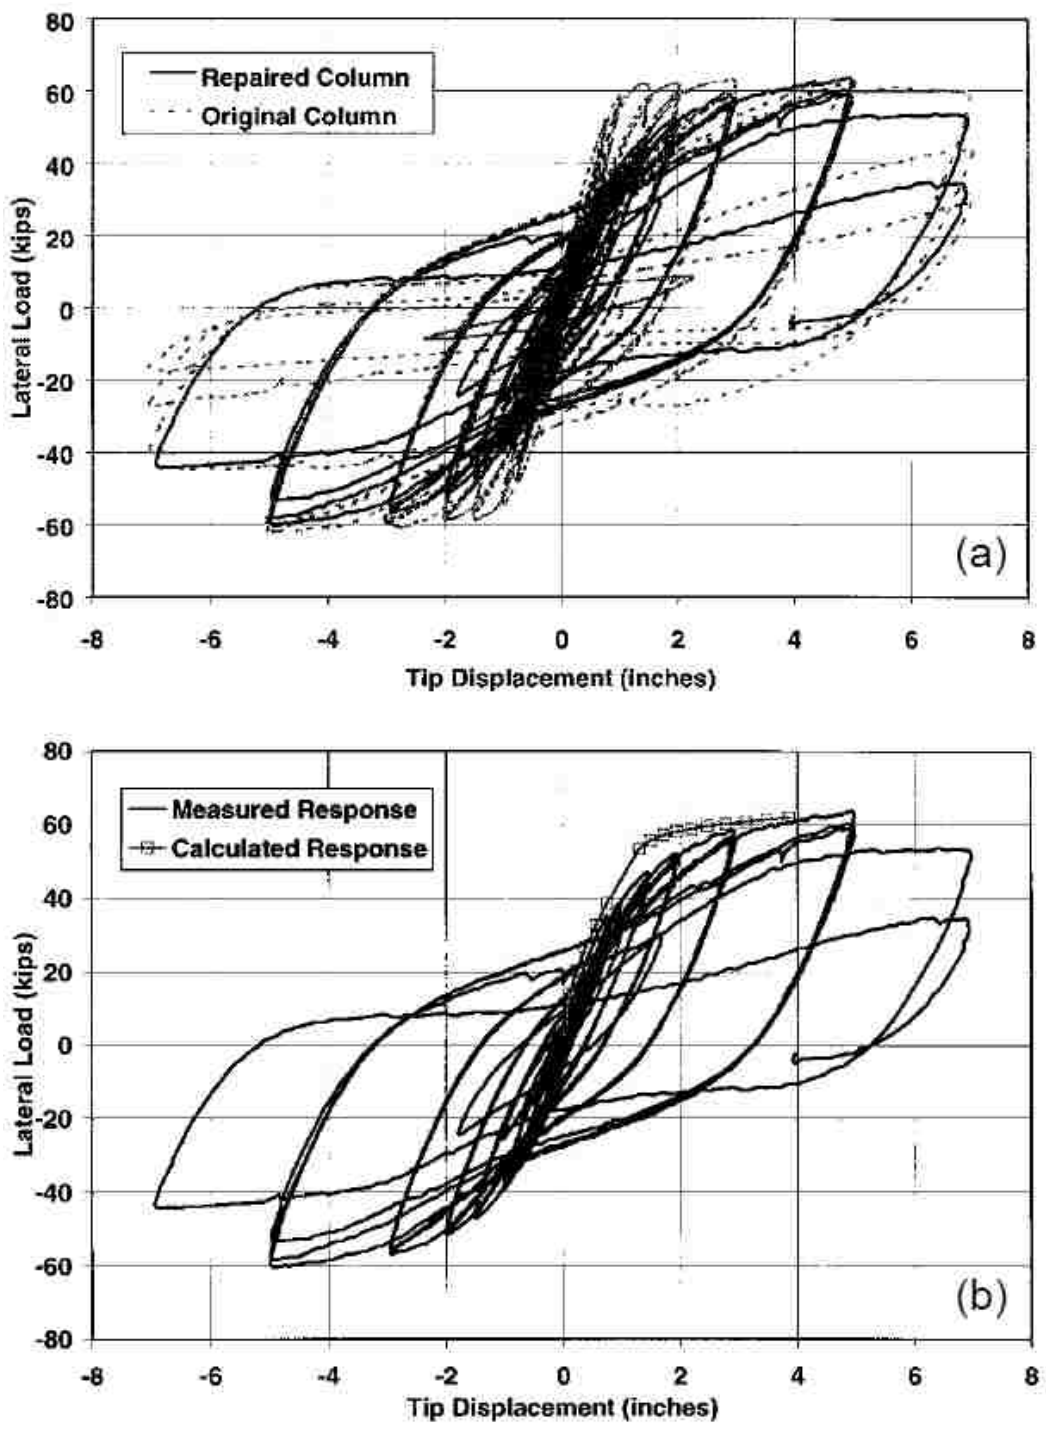 80
60
40
20
0
-20
-40
-60
-80
Lateral Load (kips)
Repaired Column
Original Column
(a)
-8 -6 -4 -2 0 2 4 6 8
Tip Displacement (inches)
80
60
40
20
0
-20
-40
-60
-80
Lateral Load (kips)
Measured Response
Calculated Response
(b)
-8 -6 -4 -2 0 2 4 6 8
Tip Displacement (inches)